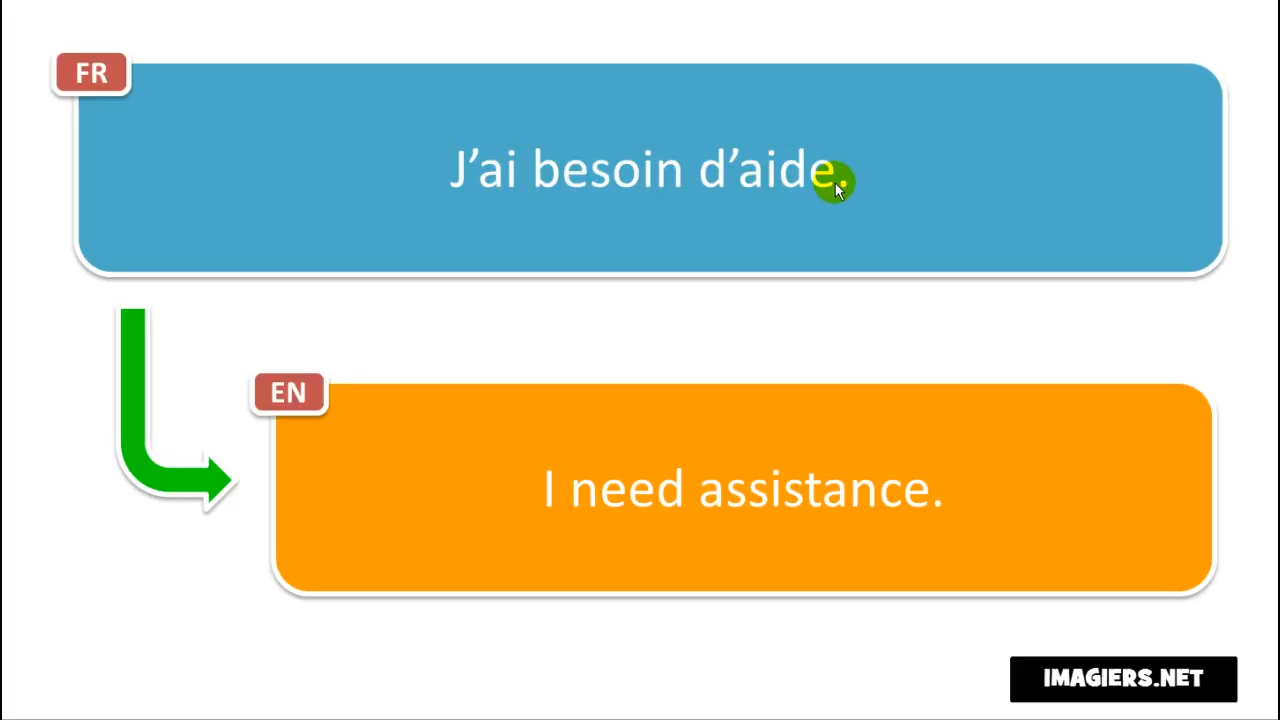 FR
J’ai besoin d’aide.
EN
I need assistance.
IMAGIERS.NET